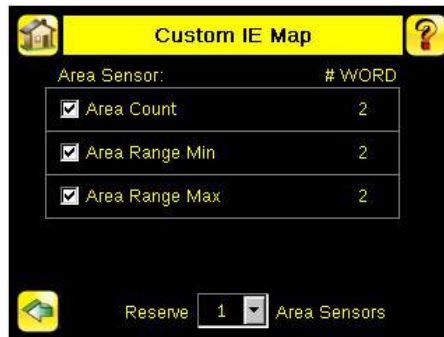 Custom IE Map
?
Area Sensor: # WORD
Area Count 2
Area Range Min 2
Area Range Max 2
Reserve 1 Area Sensors